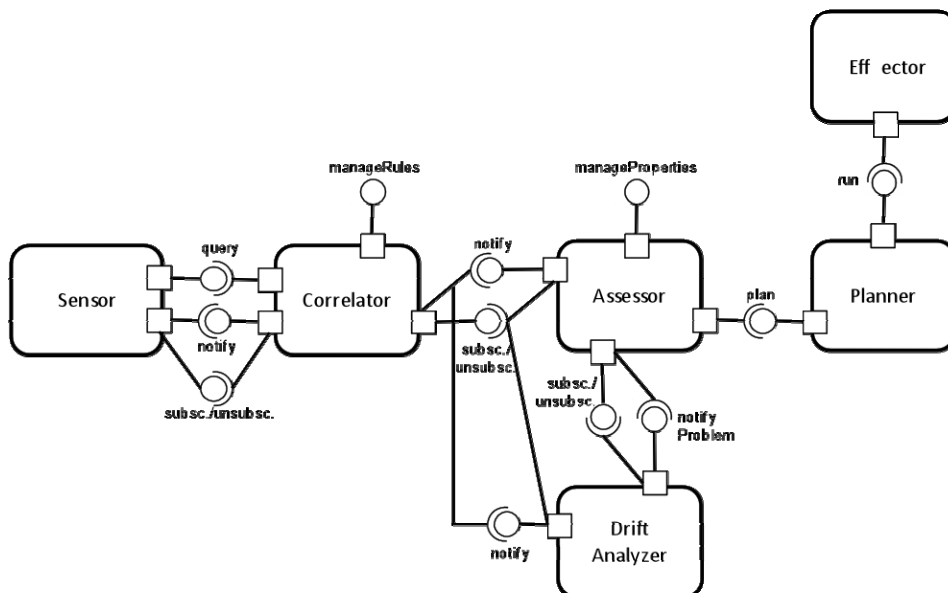 Eff ector
run
manageRules
manageProperties
query
notify
Sensor
Correlator
Assessor
plan
Planner
notify
subsc./unsubsc.
subsc./
unsubsc.
subsc./
unsubsc.
notify
Problem
notify
Drift
Analyzer